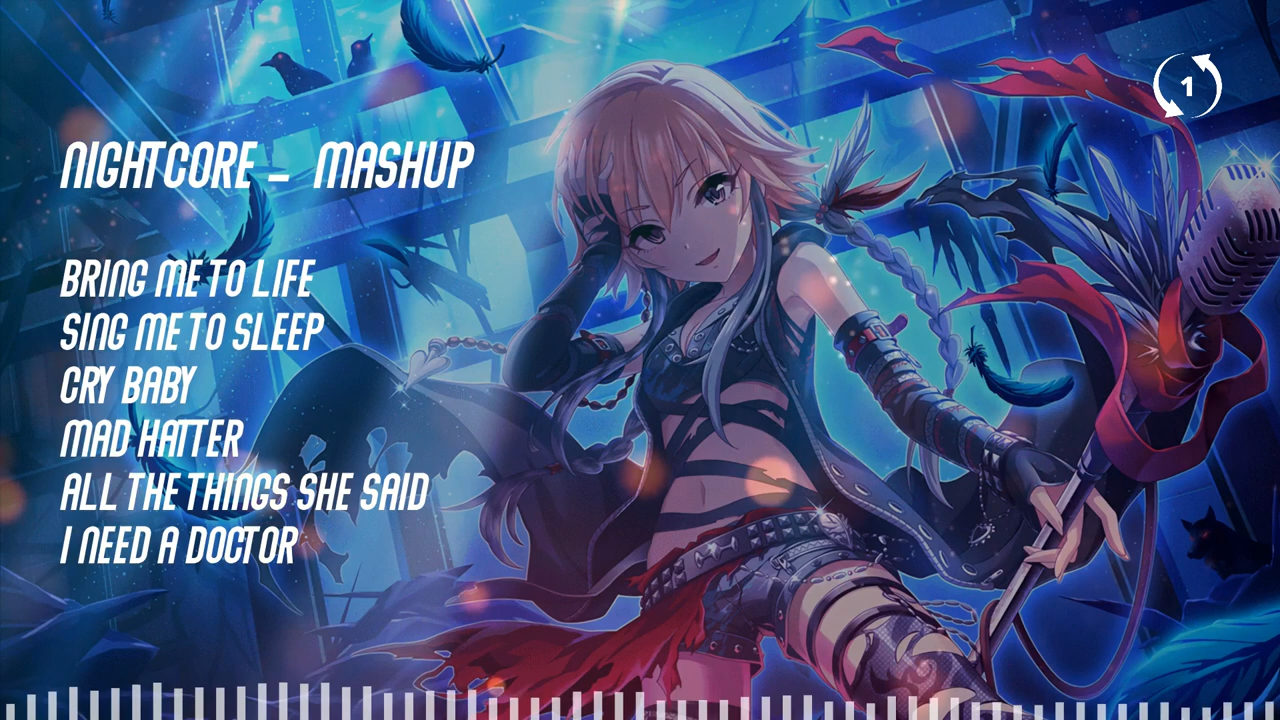 NIGHTCORE - MASHUP
BRING ME TO LIFE
SING ME TO SLEEP
CRY BABY
MAD HATTER
ALL THE THINGS SHE SAID
I NEED A DOCTOR
1